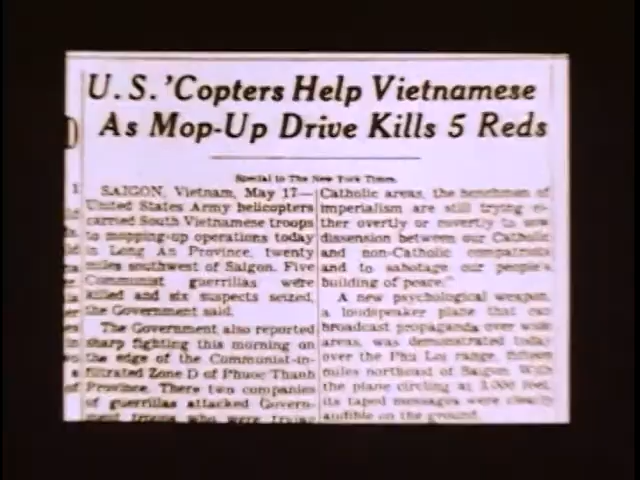 U.S. 'Copters Help Vietnamese
As Mop-Up Drive Kills 5 Reds
Special to The New York Times.
SAIGON, Vietnam, May 17—
United States Army helicopters
carried South Vietnamese troops
to mopping-up operations today
in Long An Province, twenty
miles southwest of Saigon. Five
Communist guerrillas were
killed and six suspects seized,
the Government said.
The Government also reported
sharp fighting this morning on
the edge of the Communist-in-
filtrated Zone D of Phuoc Thanh
Province. There two companies
of guerrillas attacked Govern-
ment troops who were trying
Catholic areas, the henchmen of
imperialism are still trying ei-
ther overtly or covertly to sow
dissension between our Catholic
and non-Catholic compatriots
and to sabotage our people's
building of peace."
A new psychological weapon,
a loudspeaker plane that can
broadcast propaganda over wide
areas, was demonstrated today
over the Phu Loi range, fifteen
miles northeast of Saigon. With
the plane circling at 3,000 feet,
its taped messages were clearly
audible on the ground.